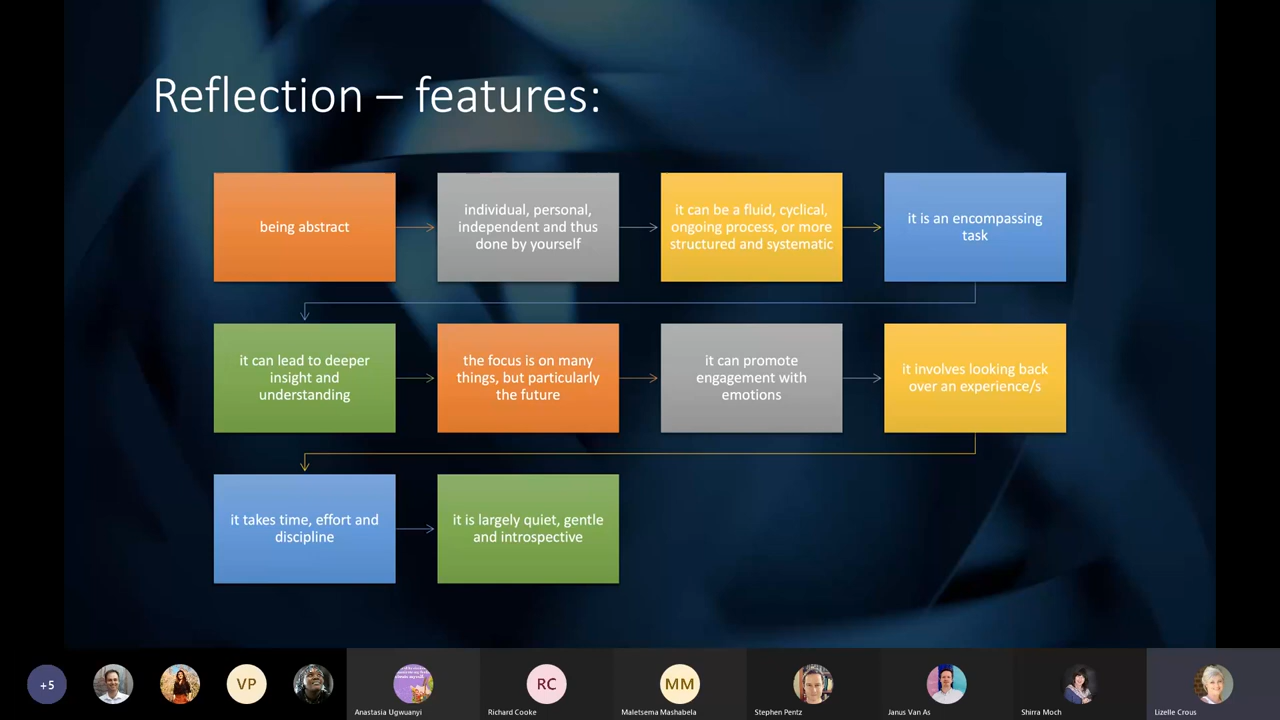 Reflection – features:
being abstract
individual, personal,
independent and thus
done by yourself
it can be a fluid, cyclical,
ongoing process, or more
structured and systematic
it is an encompassing
task
it can lead to deeper
insight and
understanding
the focus is on many
things, but particularly
the future
it can promote
engagement with
emotions
it involves looking back
over an experience/s
it takes time, effort and
discipline
it is largely quiet, gentle
and introspective
+5
VP
RC
MM
Anastasia Ugwuanyi
Richard Cooke
Maletsema Mashabela
Stephen Pentz
Janus Van As
Shirra Moch
Lizelle Crous